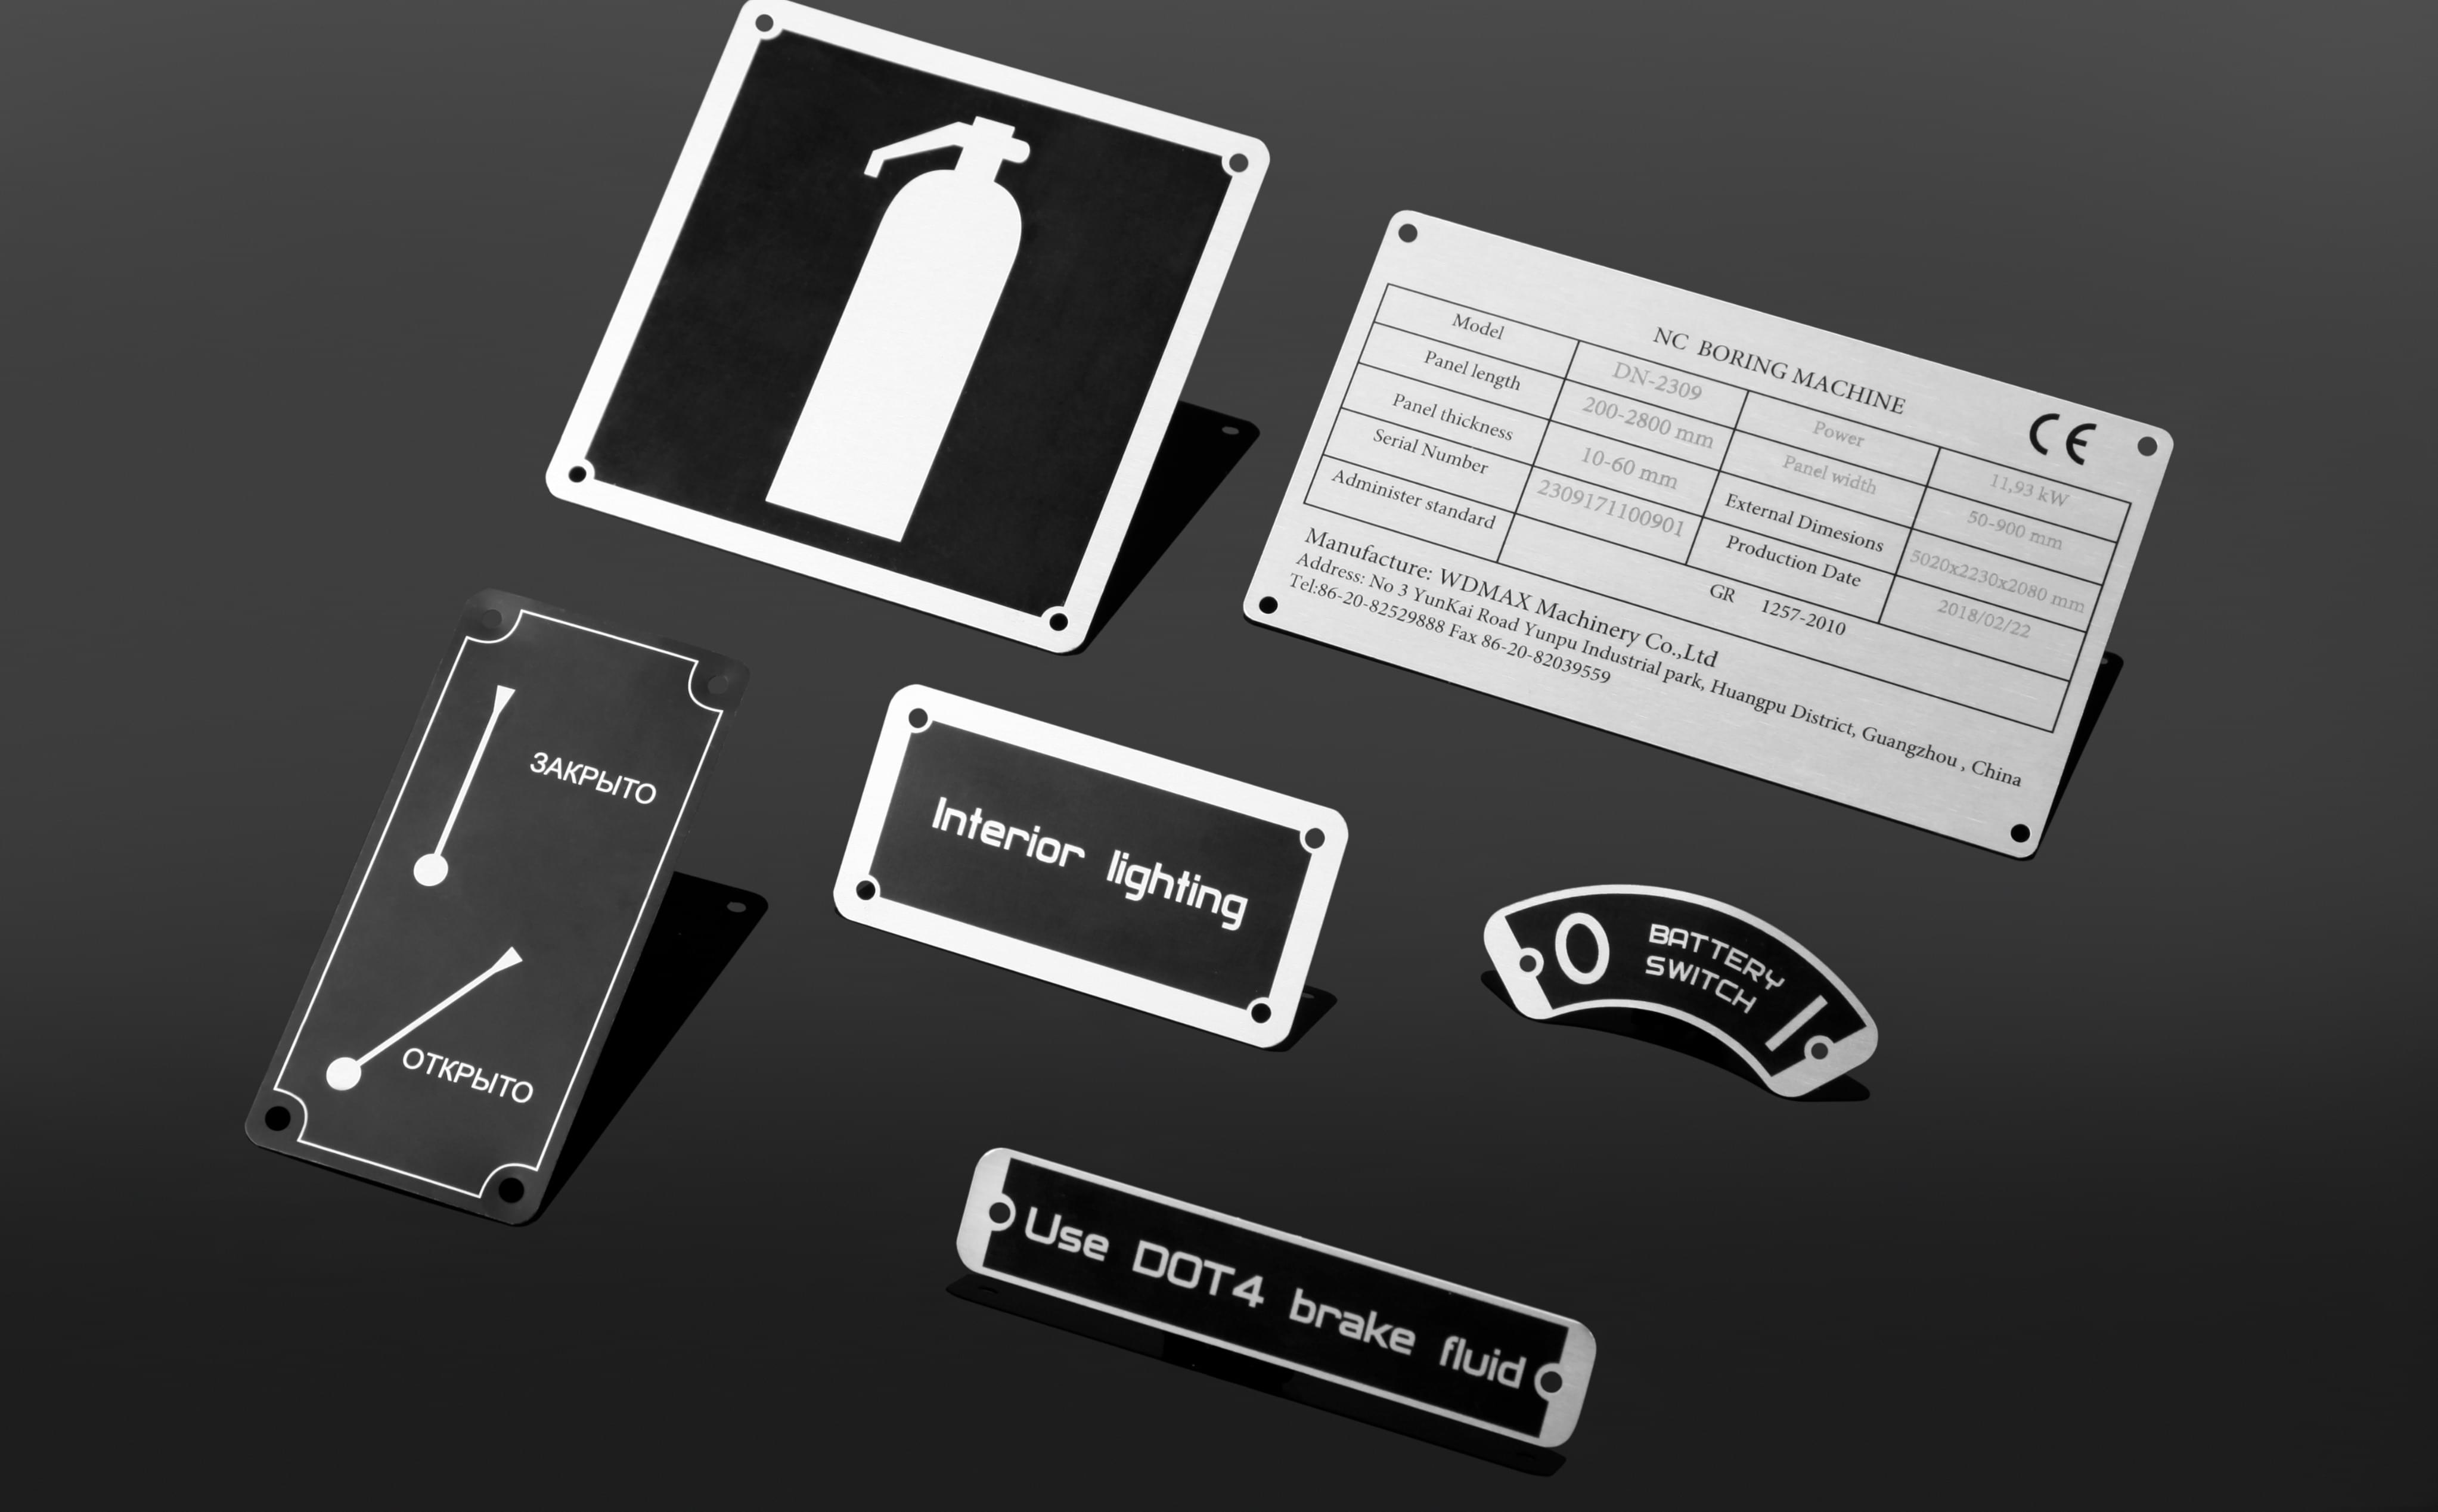 NC BORING MACHINE
CE
Model DN-2309 Power 11,93 kW
Panel length 200-2800 mm Panel width 50-900 mm
Panel thickness 10-60 mm External Dimesions 5020x2230x2080 mm
Serial Number 2309171100901 Production Date 2018/02/22
Administer standard GR 1257-2010
Manufacture: WDMAX Machinery Co.,Ltd
Address: No 3 YunKai Road Yunpu Industrial park, Huangpu District, Guangzhou , China
Tel:86-20-82529888 Fax 86-20-82039559
ЗАКРЫТО
ОТКРЫТО
Interior lighting
O BATTERY I
SWITCH
Use DOT4 brake fluid